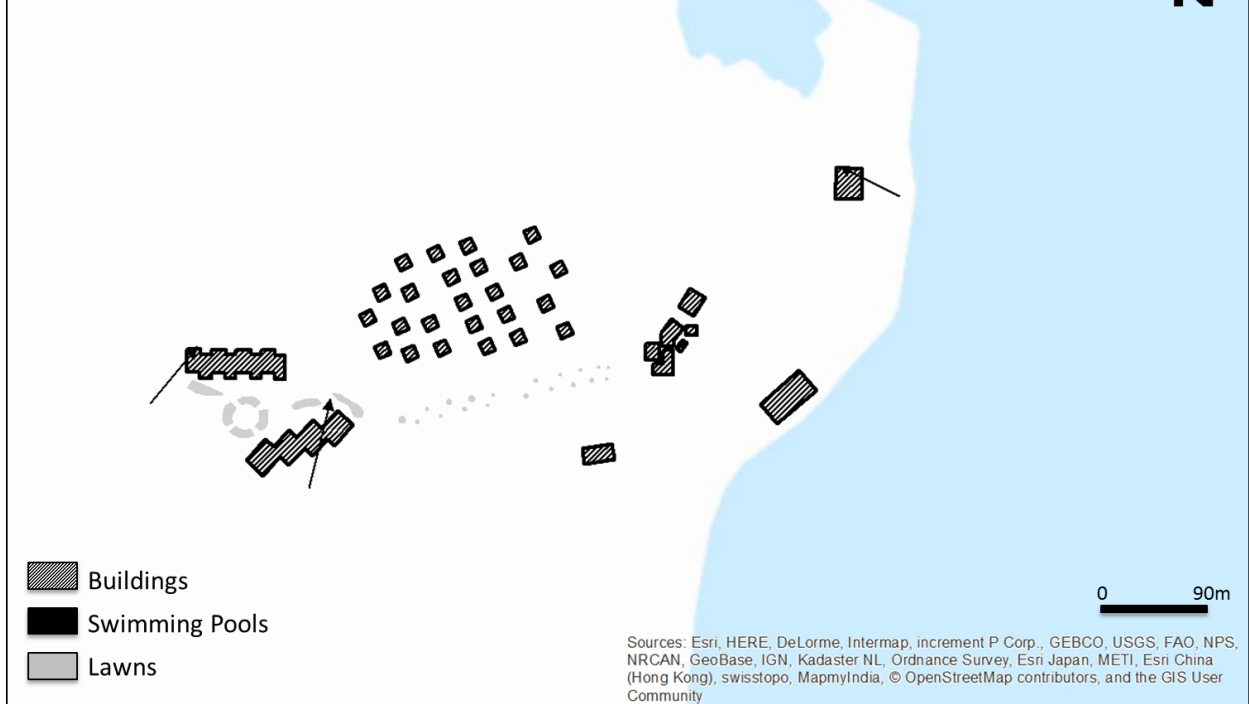 Buildings
Swimming Pools
Lawns
0 90m
Sources: Esri, HERE, DeLorme, Intermap, increment P Corp., GEBCO, USGS, FAO, NPS,
NRCAN, GeoBase, IGN, Kadaster NL, Ordnance Survey, Esri Japan, METI, Esri China
(Hong Kong), swisstopo, MapmyIndia, © OpenStreetMap contributors, and the GIS User
Community